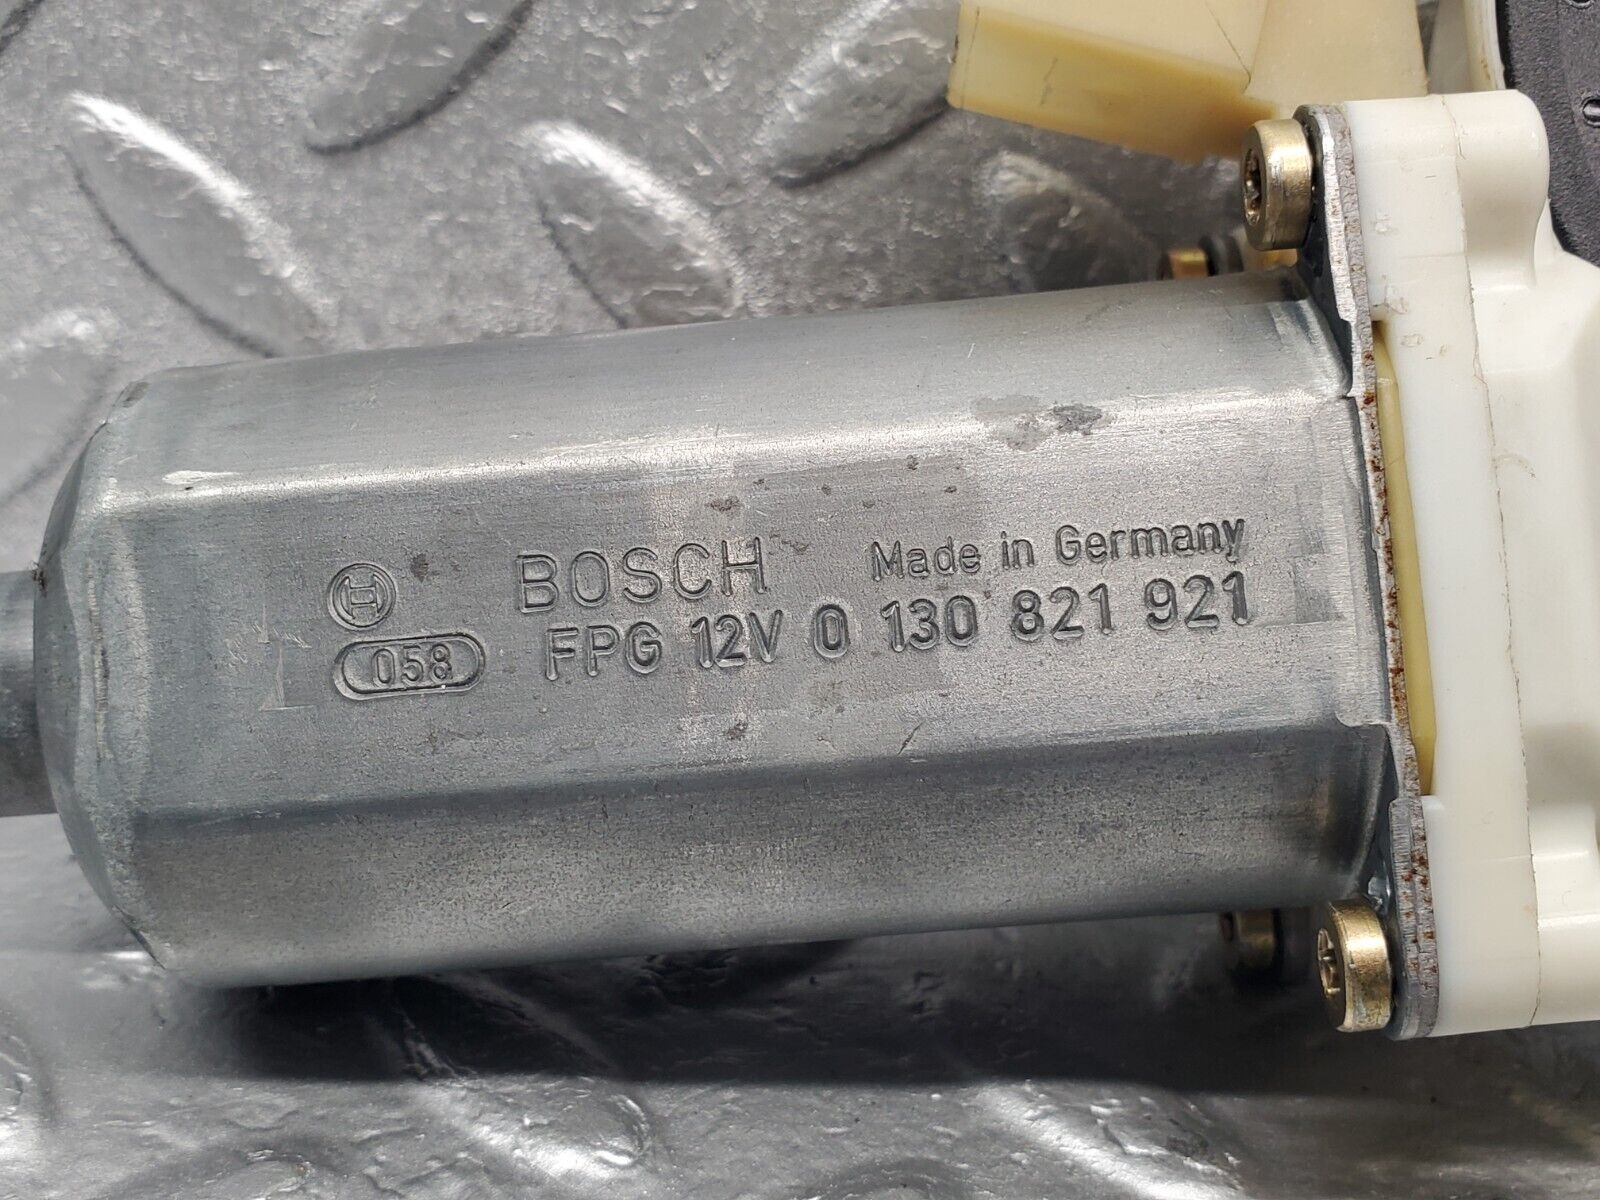 BOSCH Made in Germany
058 FPG 12V 0 130 821 921